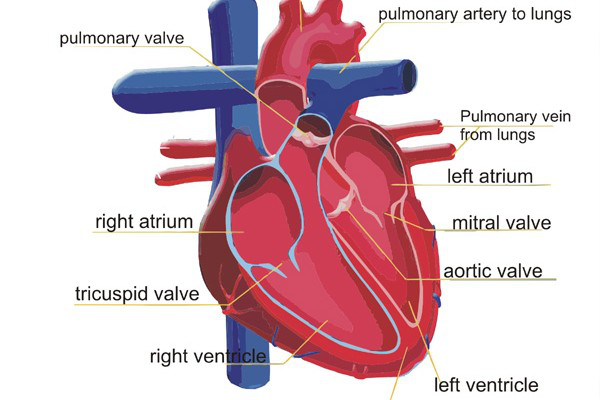 pulmonary artery to lungs
pulmonary valve
Pulmonary vein
from lungs
left atrium
right atrium
mitral valve
aortic valve
tricuspid valve
right ventricle
left ventricle